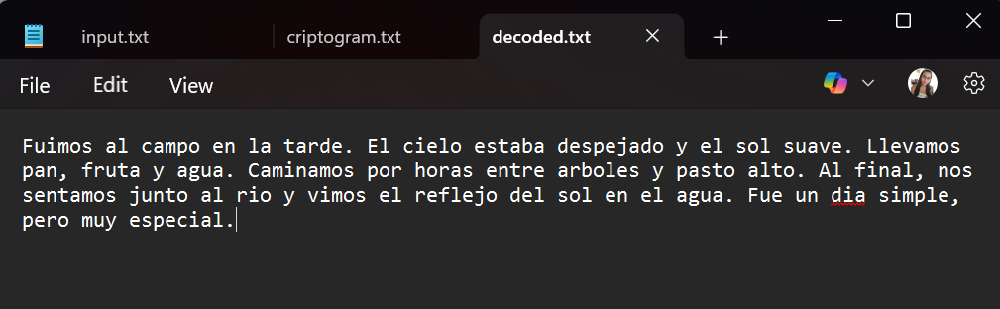 input.txt criptogram.txt decoded.txt
File Edit View
Fuimos al campo en la tarde. El cielo estaba despejado y el sol suave. Llevamos
pan, fruta y agua. Caminamos por horas entre arboles y pasto alto. Al final, nos
sentamos junto al rio y vimos el reflejo del sol en el agua. Fue un dia simple,
pero muy especial.